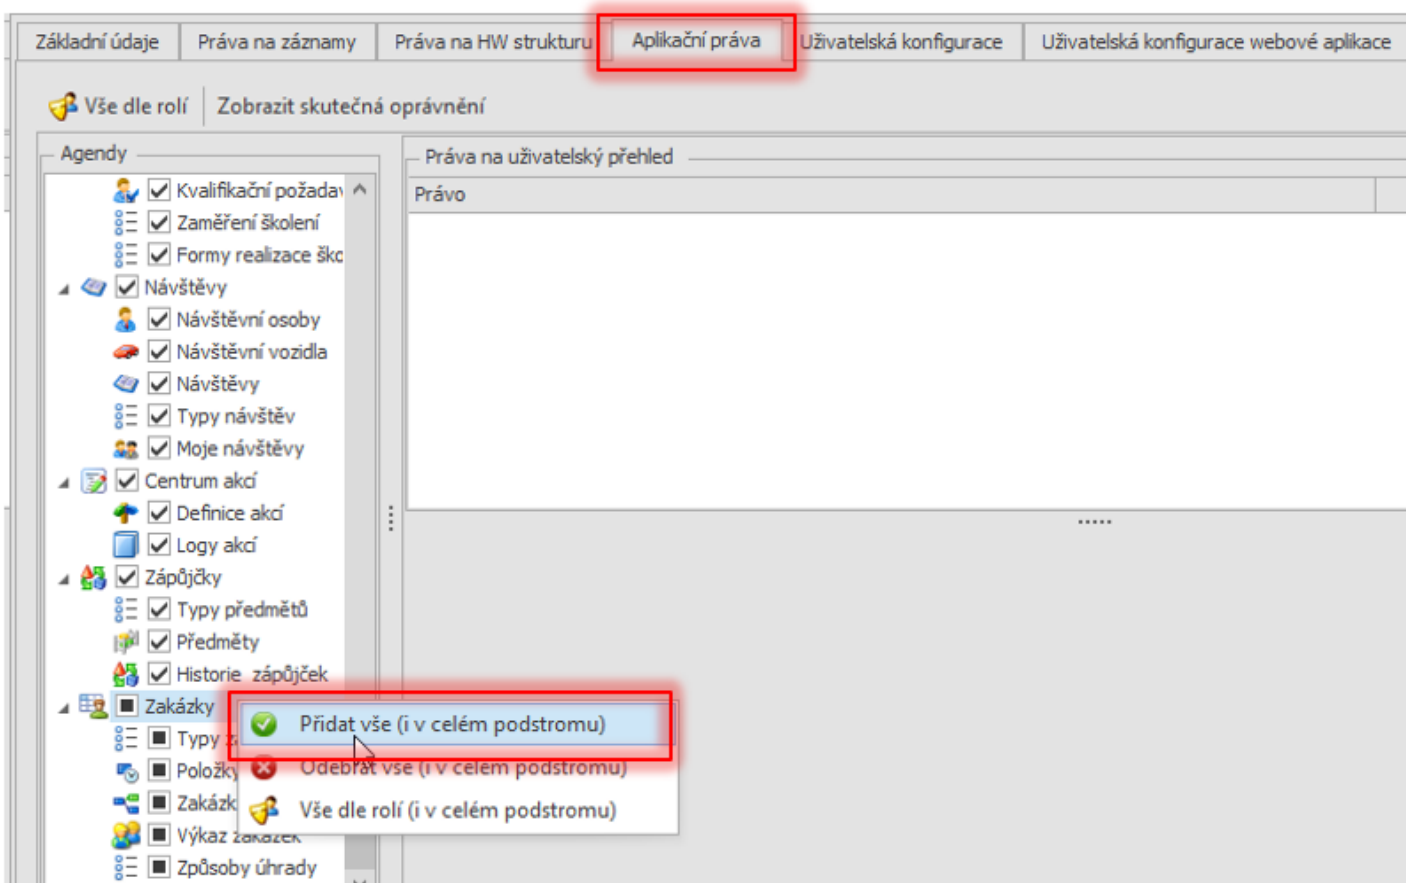 Základní údaje
Práva na záznamy
Práva na HW strukturu
Aplikační práva
Uživatelská konfigurace
Uživatelská konfigurace webové aplikace
Vše dle rolí
Zobrazit skutečná oprávnění
Agendy
Práva na uživatelský přehled
Právo
Kvalifikační
Zaměření školení
Formy realizace
Návštěvy
Návštěvní osoby
Návštěvní vozidla
Návštěvy
Typy návštěv
Moje návštěvy
Centrum akcí
Definice akcí
Logy akcí
Zápůjčky
Typy předmětů
Předměty
Historie zápůjček
Zakázky
Přidat vše (i v celém podstromu)
Typy
Odebrat vše (i v celém podstromu)
Položky
Vše dle rolí (i v celém podstromu)
Výkaz zakázek
Způsoby úhrady